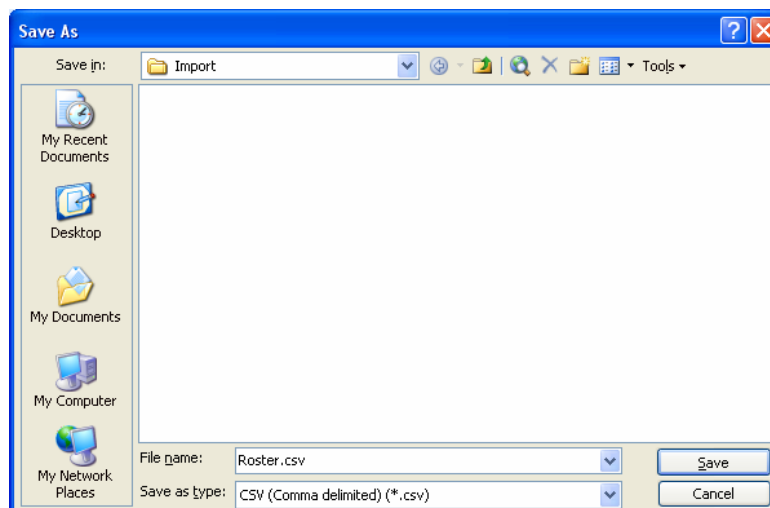 Save As
Save in:
Import
Tools
My Recent
Documents
Desktop
My Documents
My Computer
My Network
Places
File name:
Roster.csv
Save
Save as type:
CSV (Comma delimited) (*.csv)
Cancel